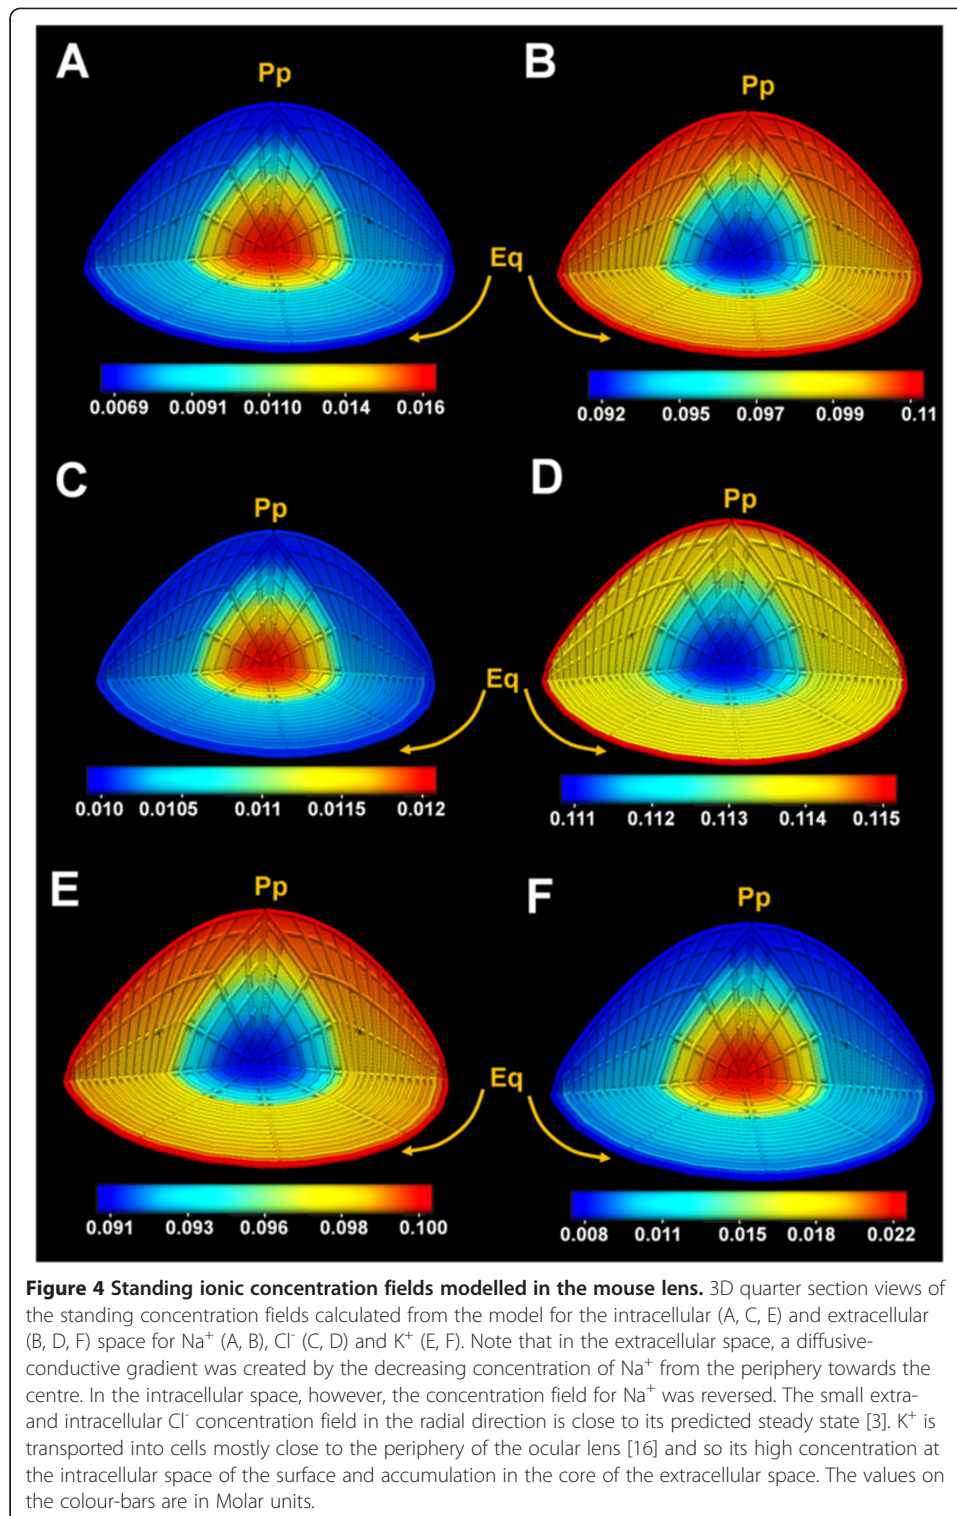 A
B
Pp
Pp
Eq
0.0069 0.0091 0.0110 0.014 0.016
0.092 0.095 0.097 0.099 0.11
C
D
Pp
Pp
Eq
0.010 0.0105 0.011 0.0115 0.012
0.111 0.112 0.113 0.114 0.115
E
F
Pp
Pp
Eq
0.091 0.093 0.096 0.098 0.100
0.008 0.011 0.015 0.018 0.022
Figure 4 Standing ionic concentration fields modelled in the mouse lens. 3D quarter section views of
the standing concentration fields calculated from the model for the intracellular (A, C, E) and extracellular
(B, D, F) space for Na⁺ (A, B), Cl⁻ (C, D) and K⁺ (E, F). Note that in the extracellular space, a diffusive-
conductive gradient was created by the decreasing concentration of Na⁺ from the periphery towards the
centre. In the intracellular space, however, the concentration field for Na⁺ was reversed. The small extra-
and intracellular Cl⁻ concentration field in the radial direction is close to its predicted steady state [3]. K⁺ is
transported into cells mostly close to the periphery of the ocular lens [16] and so its high concentration at
the intracellular space of the surface and accumulation in the core of the extracellular space. The values on
the colour-bars are in Molar units.